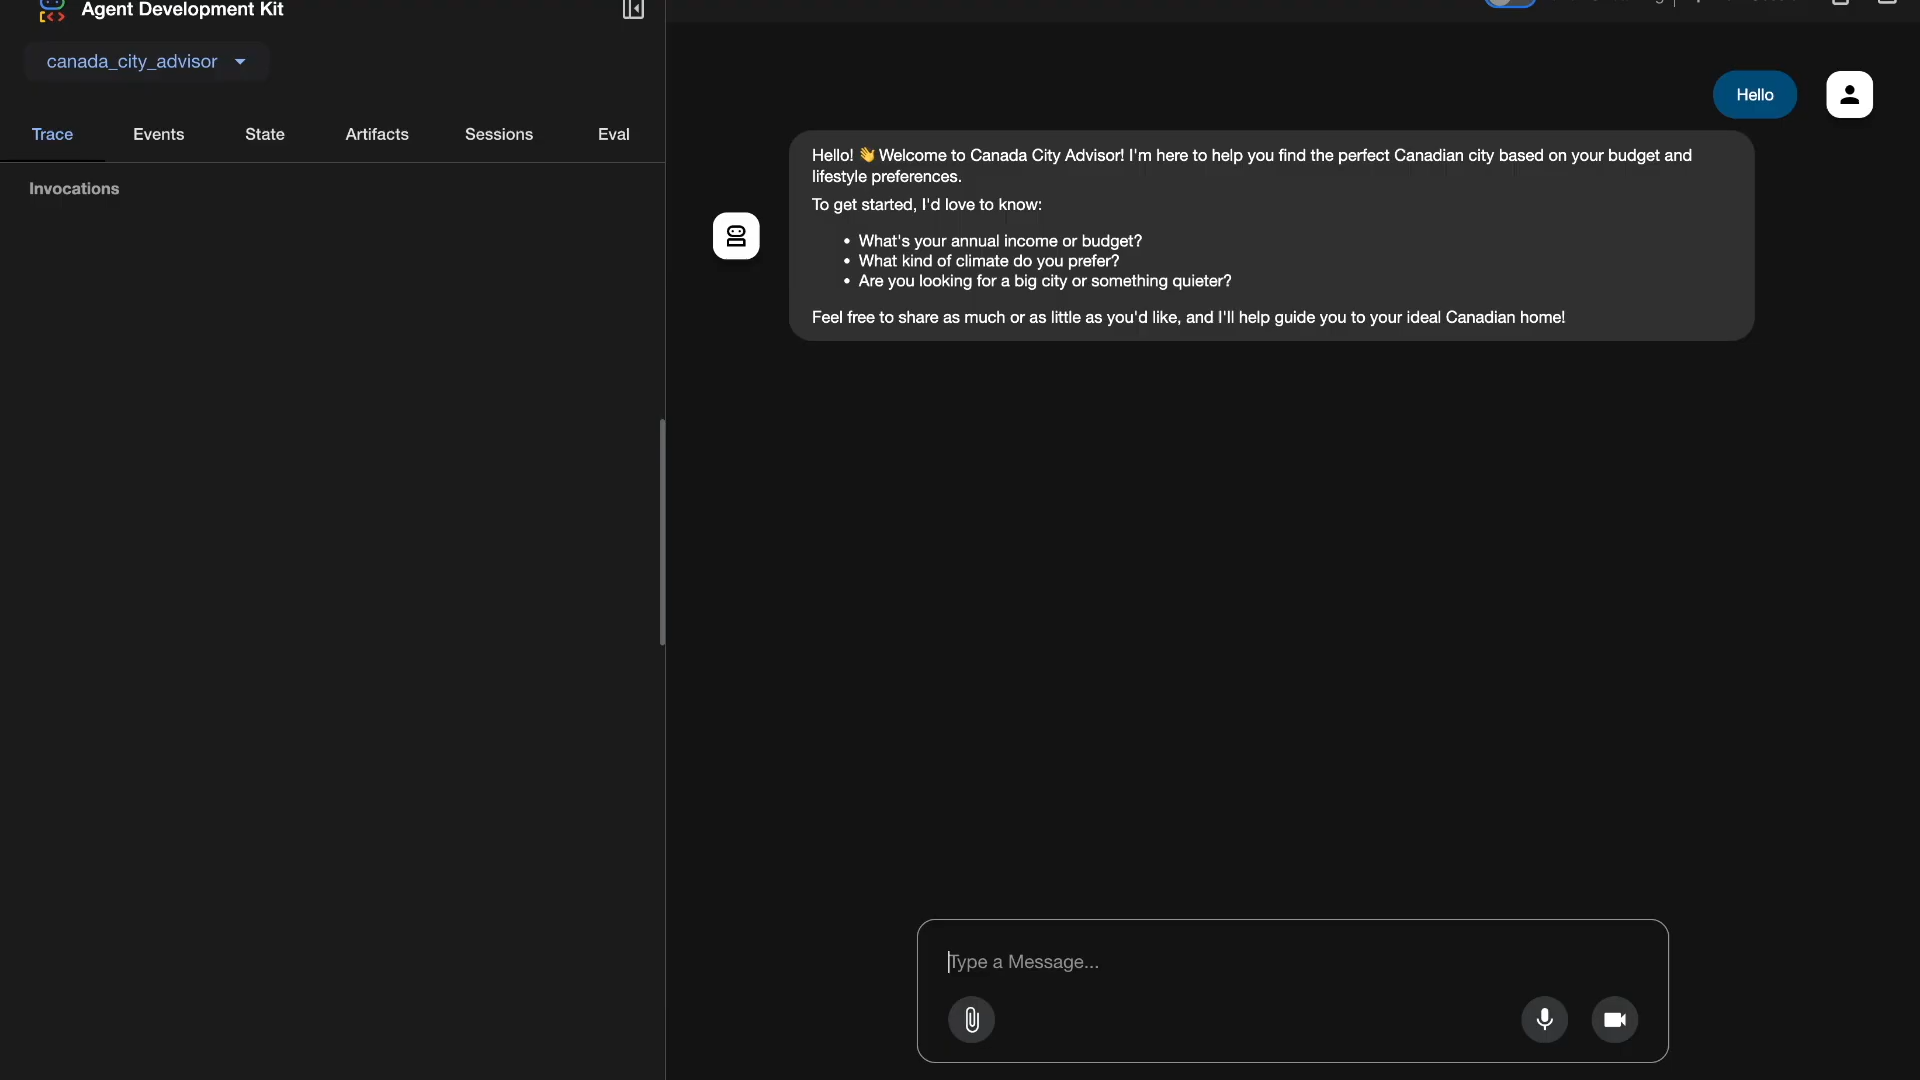 Agent Development Kit
canada_city_advisor
Trace Events State Artifacts Sessions Eval
Invocations
Hello
Hello! 👋 Welcome to Canada City Advisor! I'm here to help you find the perfect Canadian city based on your budget and
lifestyle preferences.
To get started, I'd love to know:
• What's your annual income or budget?
• What kind of climate do you prefer?
• Are you looking for a big city or something quieter?
Feel free to share as much or as little as you'd like, and I'll help guide you to your ideal Canadian home!
Type a Message...